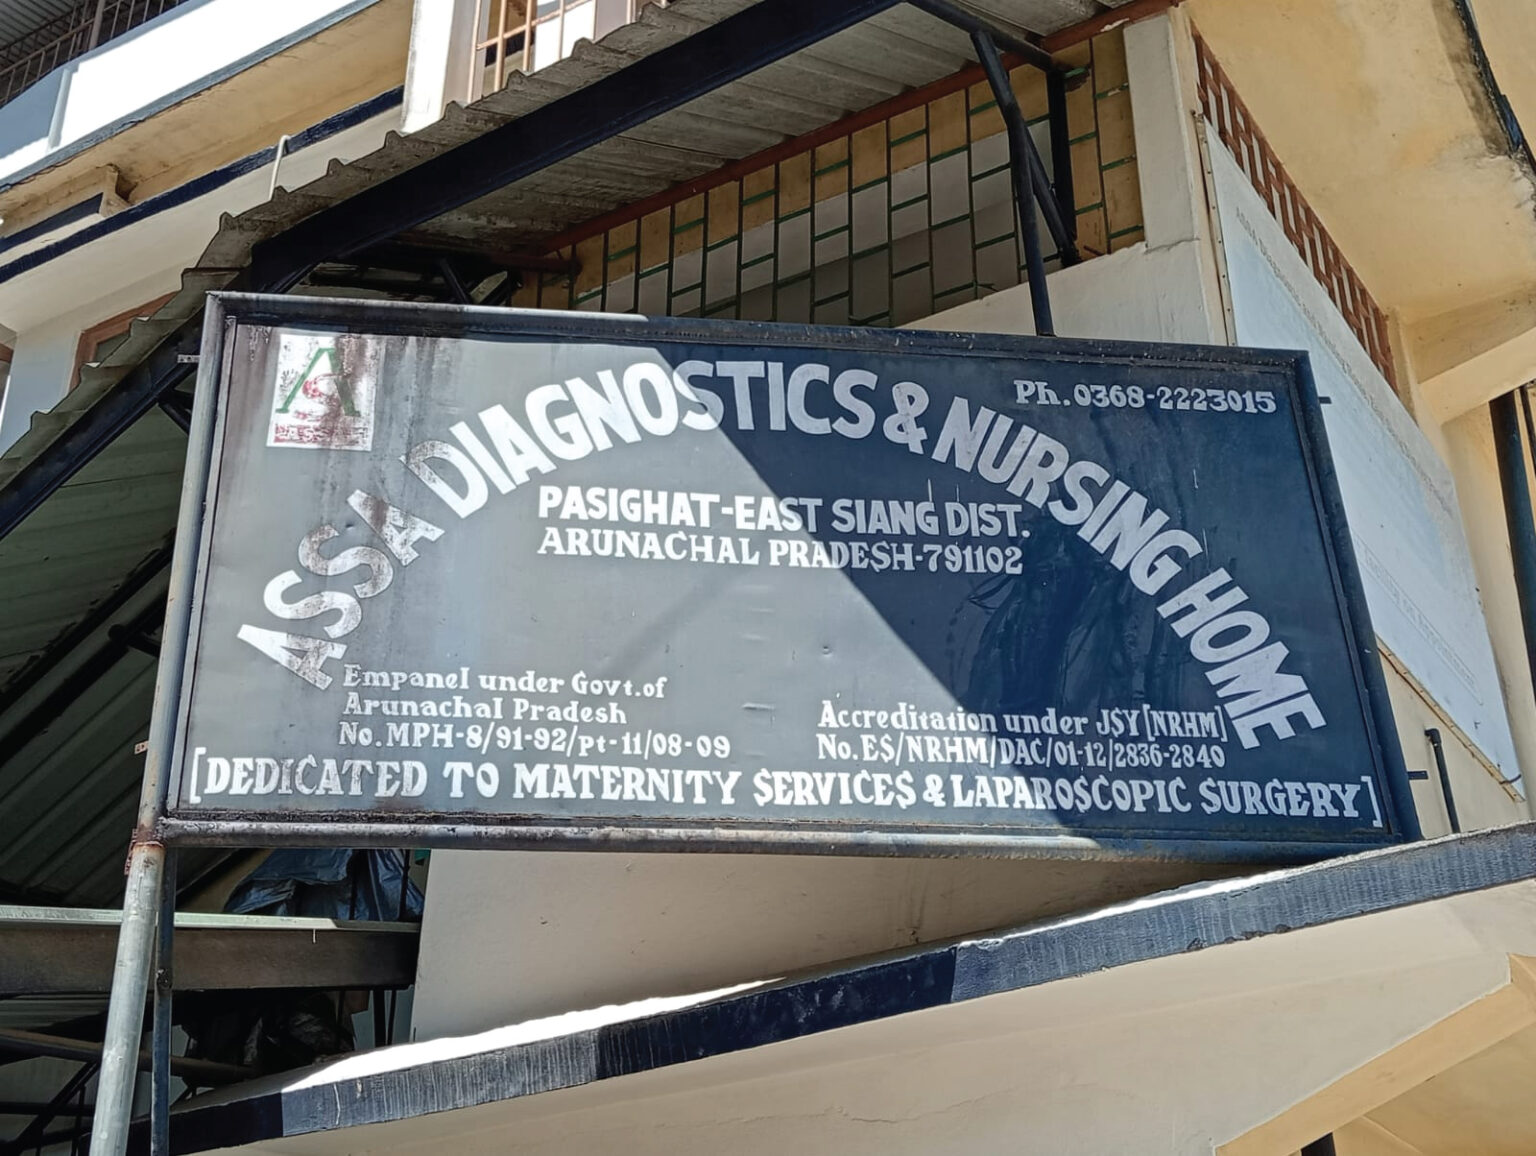 Ph.0368-2223015
ASSA DIAGNOSTICS & NURSING HOME
PASIGHAT-EAST SIANG DIST.
ARUNACHAL PRADESH-791102
Empanel under Govt.of
Arunachal Pradesh
No.MPH-8/91-92/pt-11/08-09
Accreditation under JSY[NRHM]
No.ES/NRHM/DAC/01-12/2836-2840
[DEDICATED TO MATERNITY SERVICES & LAPAROSCOPIC SURGERY]